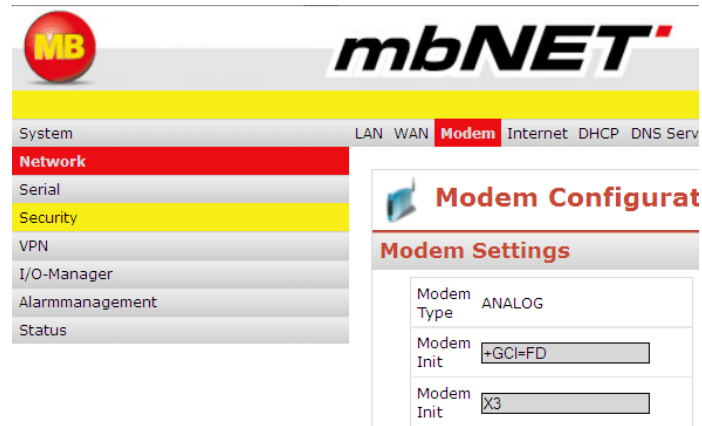 MB
mbNET
System
LAN WAN Modem Internet DHCP DNS Serv
Network
Serial
Security
VPN
I/O-Manager
Alarmmanagement
Status
Modem Configurat
Modem Settings
Modem
Type
ANALOG
Modem
Init
+GCI=FD
Modem
Init
X3